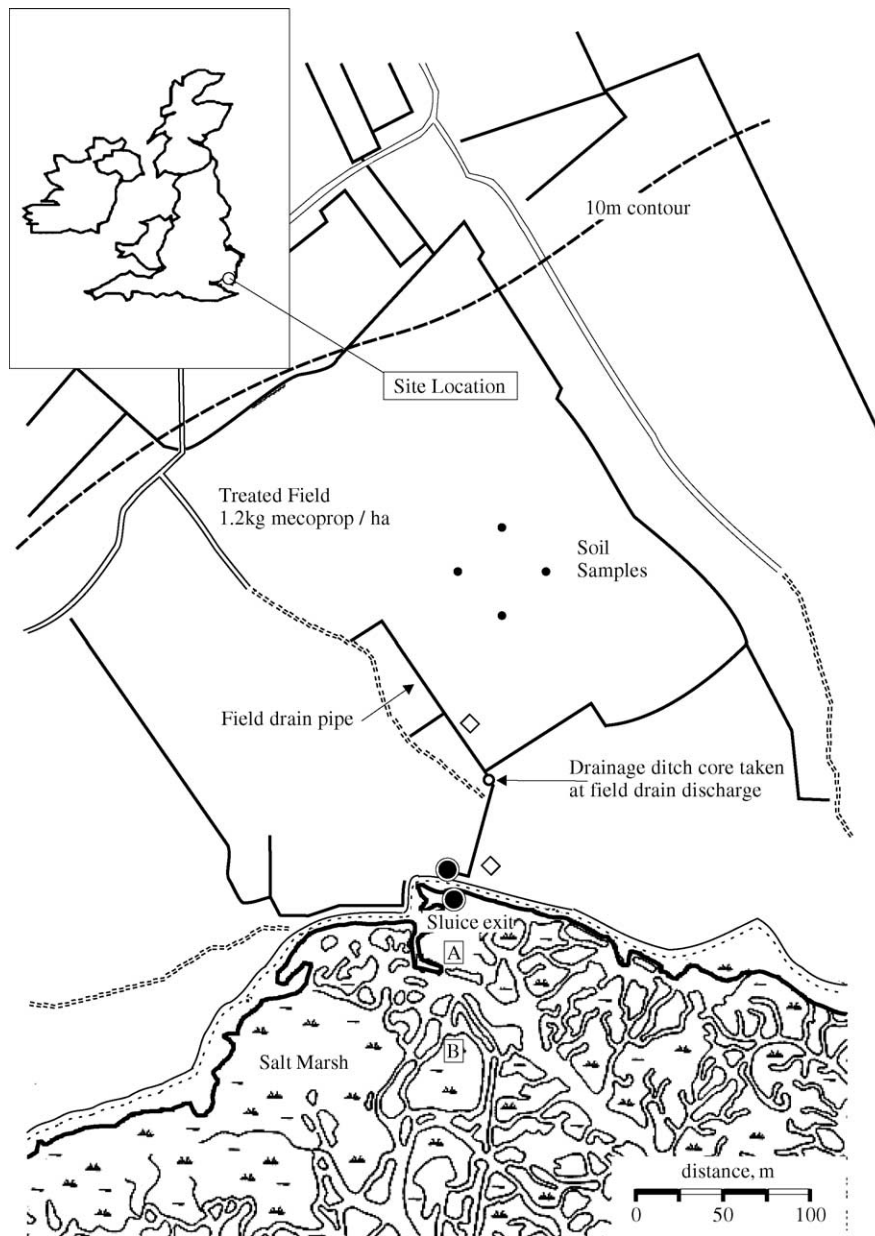 10m contour
Site Location
Treated Field
1.2kg mecoprop / ha
Soil
Samples
Field drain pipe
Drainage ditch core taken
at field drain discharge
Sluice exit
A
B
Salt Marsh
distance, m
0 50 100